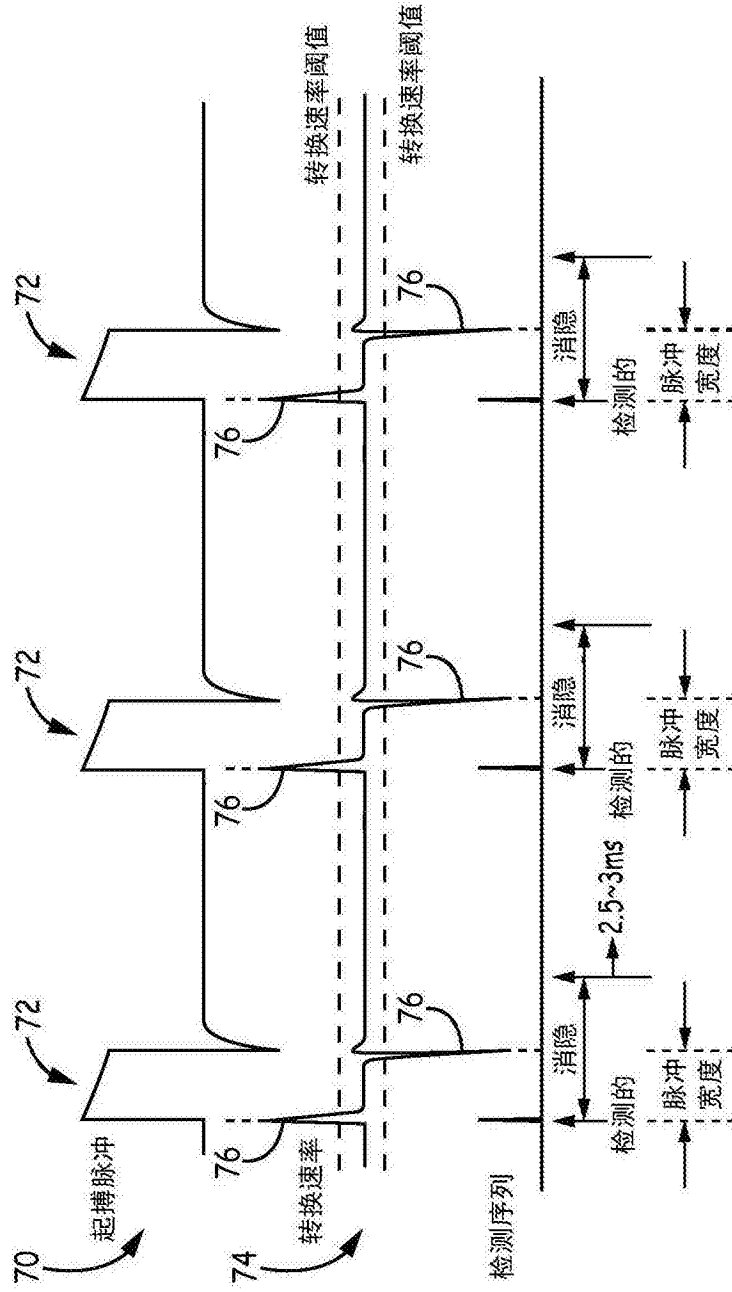 70
起搏脉冲
72
72
72
76
76
76
74
转换速率
转换速率阈值
转换速率阈值
76
76
76
检测序列
消隐
消隐
消隐
检测的
2.5~3ms
检测的
检测的
脉冲
宽度
脉冲
宽度
脉冲
宽度